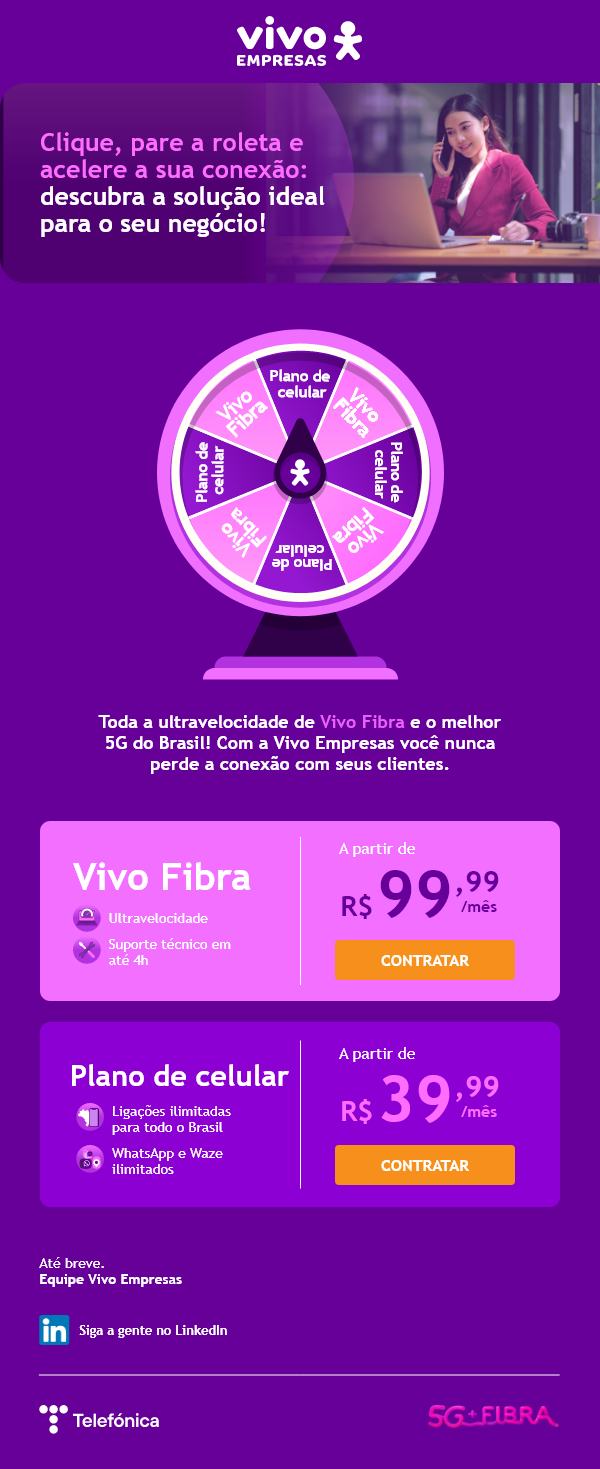 vivo
EMPRESAS
Clique, pare a roleta e
acelere a sua conexão:
descubra a solução ideal
para o seu negócio!
Plano de
celular
Vivo
Fibra
Plano de
celular
Vivo
Fibra
Plano de
celular
Vivo
Fibra
Plano de
celular
Vivo
Fibra
Toda a ultravelocidade de Vivo Fibra e o melhor
5G do Brasil! Com a Vivo Empresas você nunca
perde a conexão com seus clientes.
Vivo Fibra
Ultravelocidade
Suporte técnico em
até 4h
A partir de
R$ 99,99
/mês
CONTRATAR
Plano de celular
Ligações ilimitadas
para todo o Brasil
WhatsApp e Waze
ilimitados
A partir de
R$ 39,99
/mês
CONTRATAR
Até breve.
Equipe Vivo Empresas
in
Siga a gente no LinkedIn
Telefónica
5G+FIBRA